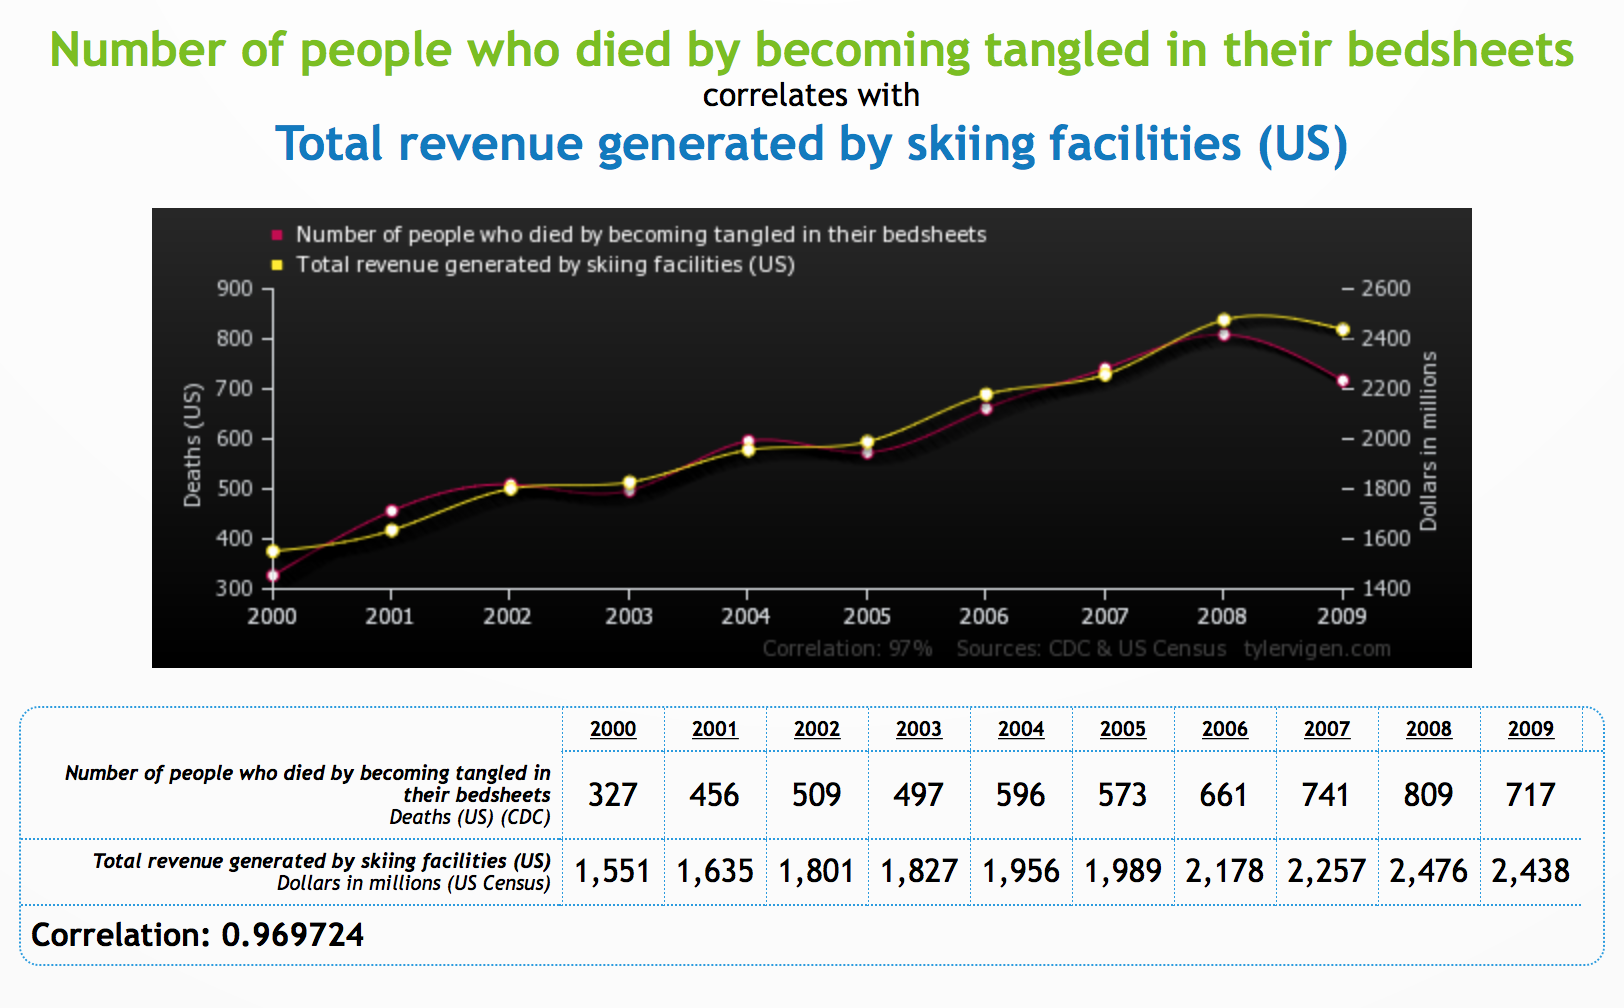 Number of people who died by becoming tangled in their bedsheets
correlates with
Total revenue generated by skiing facilities (US)
Number of people who died by becoming tangled in their bedsheets
Total revenue generated by skiing facilities (US)
900
800
700
600
500
400
300
Deaths (US)
2600
2400
2200
2000
1800
1600
1400
Dollars in millions
2000 2001 2002 2003 2004 2005 2006 2007 2008 2009
Correlation: 97% Sources: CDC & US Census tylervigen.com
2000 2001 2002 2003 2004 2005 2006 2007 2008 2009
Number of people who died by becoming tangled in
their bedsheets
Deaths (US) (CDC)
327 456 509 497 596 573 661 741 809 717
Total revenue generated by skiing facilities (US)
Dollars in millions (US Census)
1,551 1,635 1,801 1,827 1,956 1,989 2,178 2,257 2,476 2,438
Correlation: 0.969724